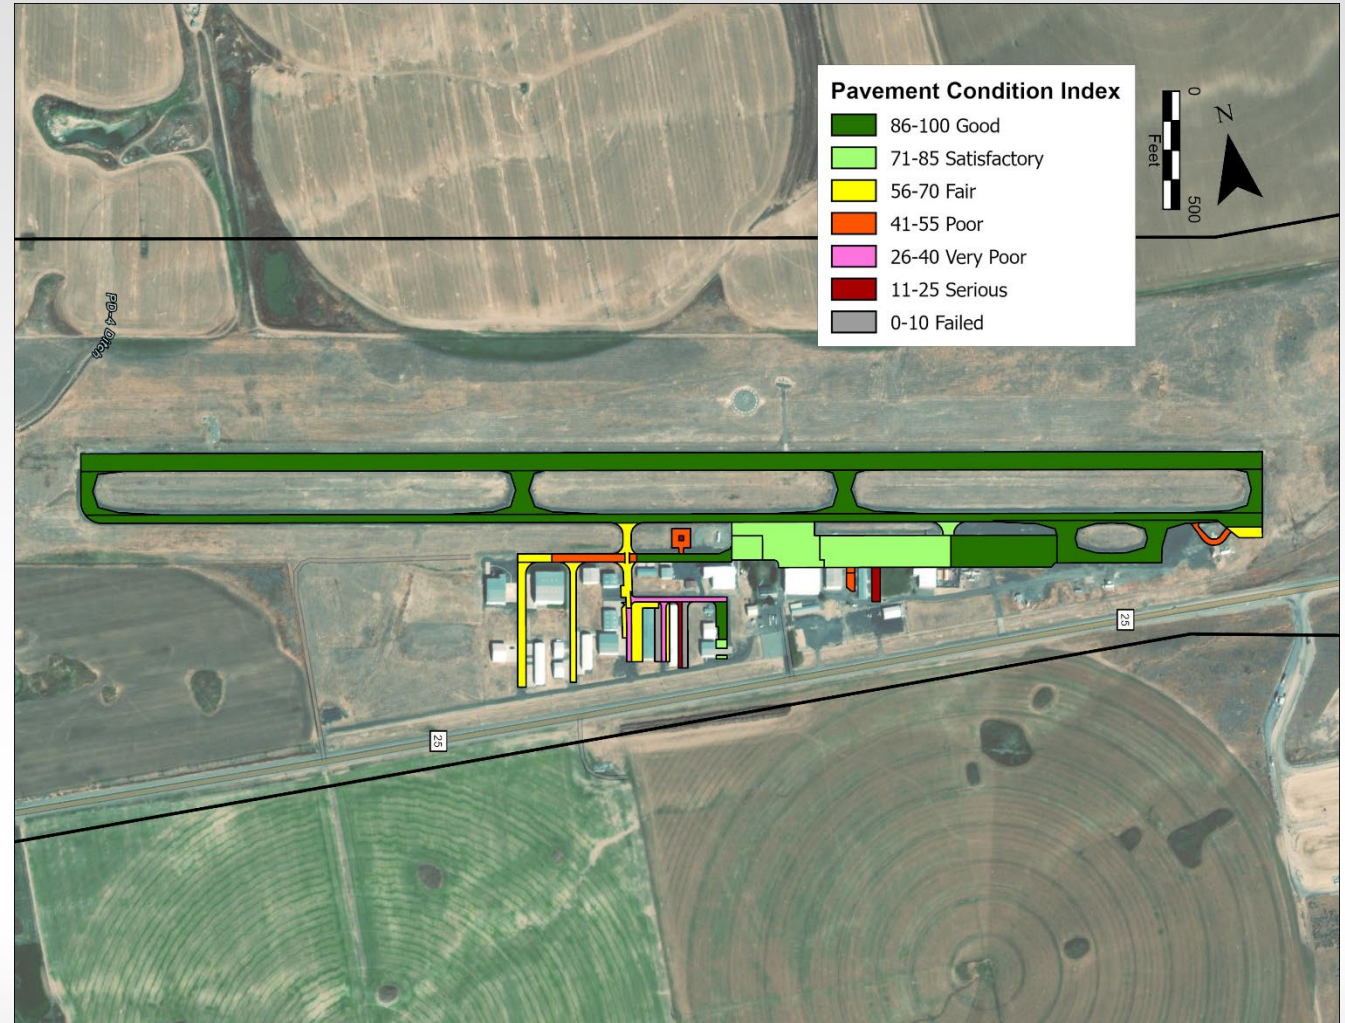 Pavement Condition Index
86-100 Good
71-85 Satisfactory
56-70 Fair
41-55 Poor
26-40 Very Poor
11-25 Serious
0-10 Failed
0
500
Feet
N
PD-4 Ditch
25
25